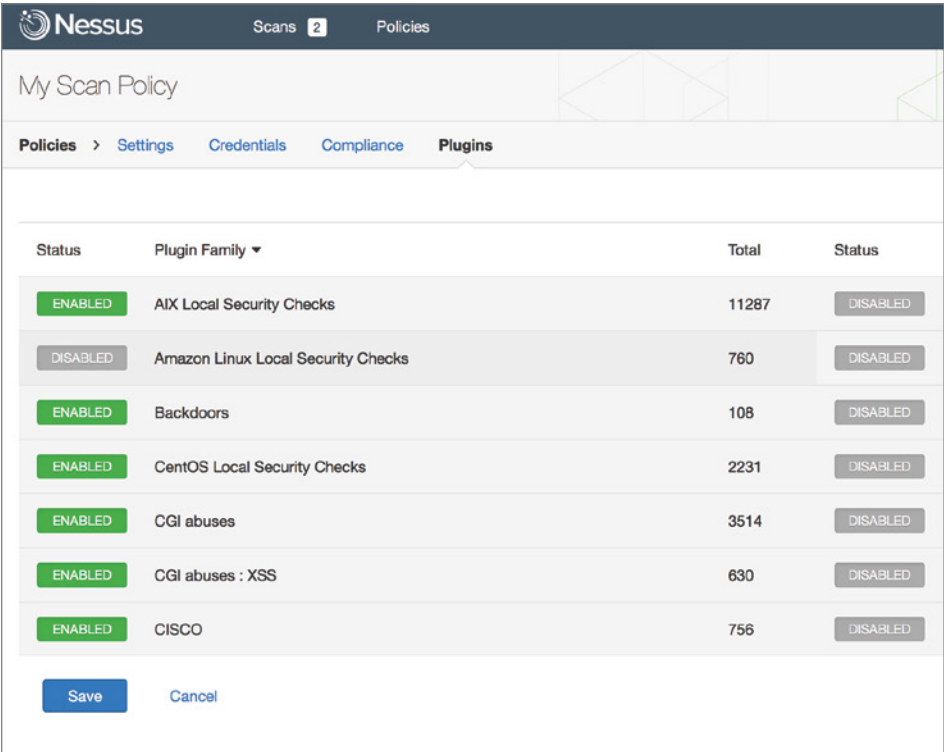 Nessus Scans 2 Policies
My Scan Policy
Policies > Settings Credentials Compliance Plugins
Status Plugin Family Total Status
ENABLED AIX Local Security Checks 11287 DISABLED
DISABLED Amazon Linux Local Security Checks 760 DISABLED
ENABLED Backdoors 108 DISABLED
ENABLED CentOS Local Security Checks 2231 DISABLED
ENABLED CGI abuses 3514 DISABLED
ENABLED CGI abuses : XSS 630 DISABLED
ENABLED CISCO 756 DISABLED
Save Cancel